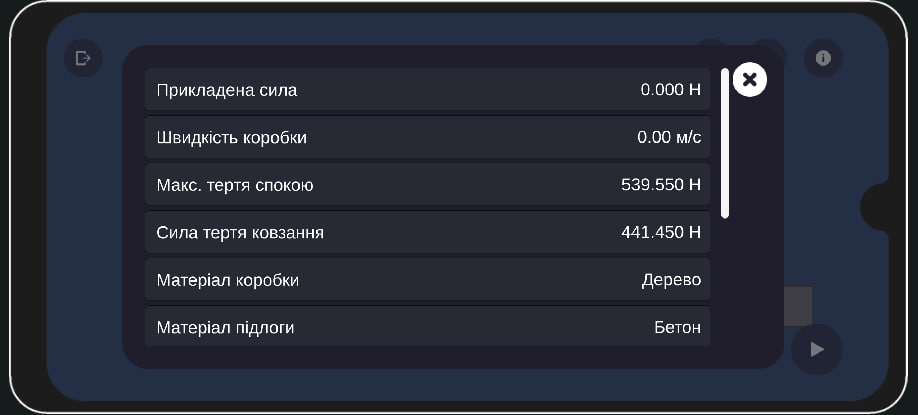 Прикладена сила 0.000 Н
Швидкість коробки 0.00 м/с
Макс. тертя спокою 539.550 Н
Сила тертя ковзання 441.450 Н
Матеріал коробки Дерево
Матеріал підлоги Бетон